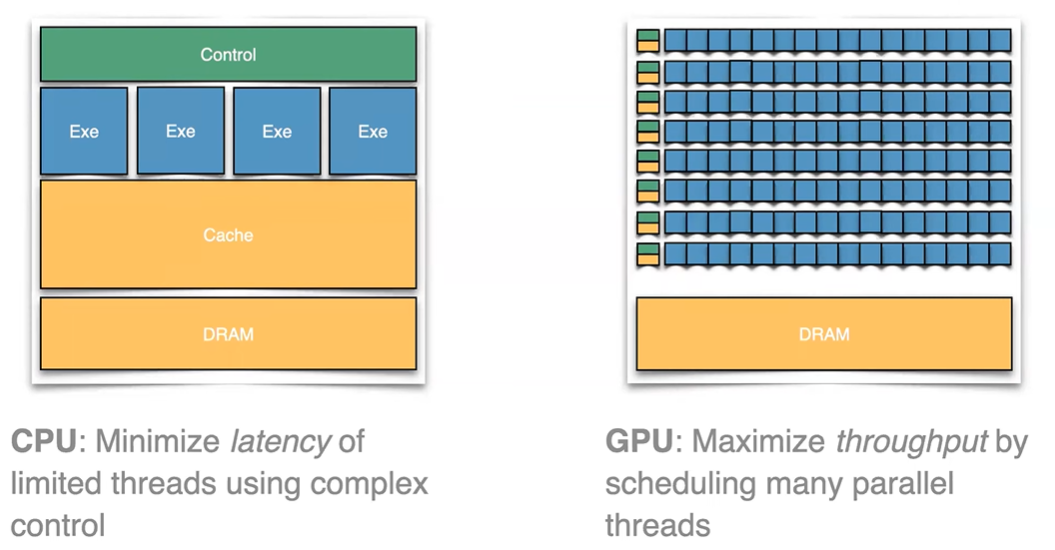 Control
Exe Exe Exe Exe
Cache
DRAM
CPU: Minimize latency of
limited threads using complex
control
DRAM
GPU: Maximize throughput by
scheduling many parallel
threads